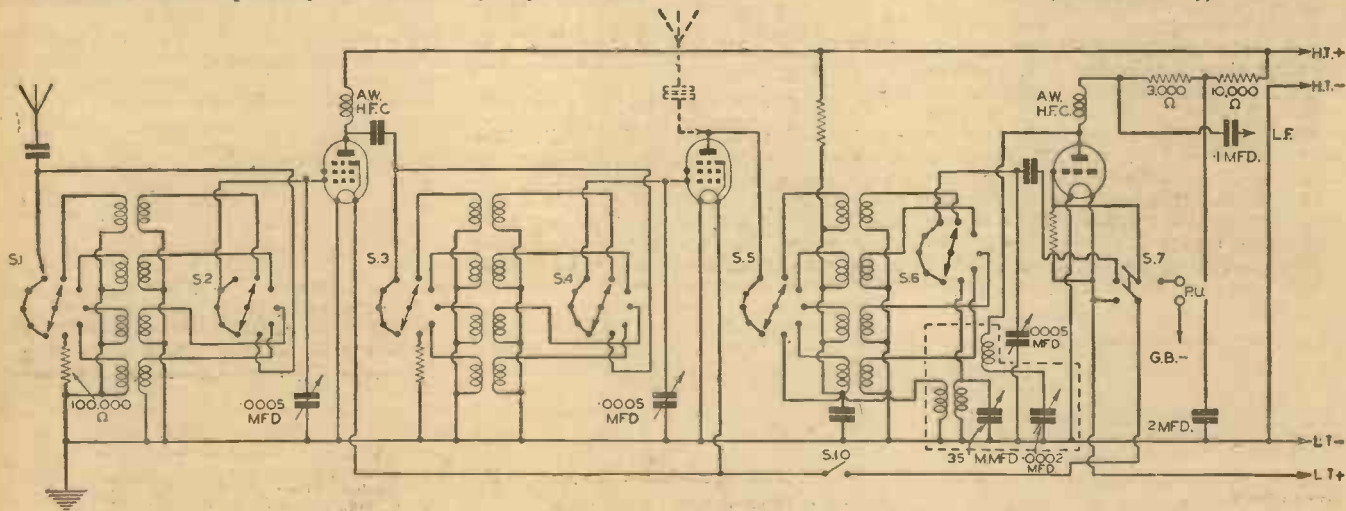 H.T.+
A.W.
H.F.C
3,000
Ω
10,000
Ω
H.T.-
A.W.
H.F.C
L.F.
.1 MFD.
S.1
S.2
S.3
S.4
S.5
S.6
S.7
P.U.
G.B.-
.0005
MFD
100,000
Ω
.0005
MFD
.0005
MFD
2 MFD.
L.T-
S.10
35 M.MFD
.0002
MFD.
L.T+